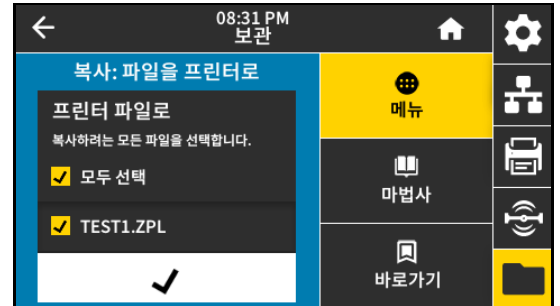 08:31 PM
보관
복사: 파일을 프린터로
프린터 파일로
복사하려는 모든 파일을 선택합니다.
모두 선택
TEST1.ZPL
메뉴
마법사
바로가기